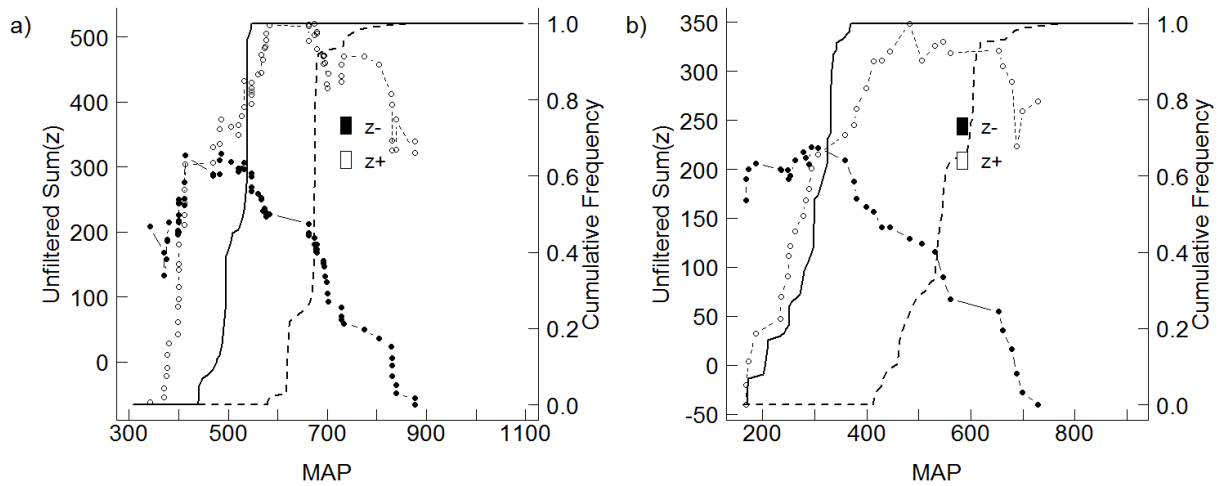 a)
Unfiltered Sum(z)
500
400
300
200
100
0
300 500 700 900 1100
MAP
1.0
0.8
0.6
0.4
0.2
0.0
Cumulative Frequency
z-
z+
b)
Unfiltered Sum(z)
350
300
250
200
150
100
50
0
-50
200 400 600 800
MAP
1.0
0.8
0.6
0.4
0.2
0.0
Cumulative Frequency
z-
z+